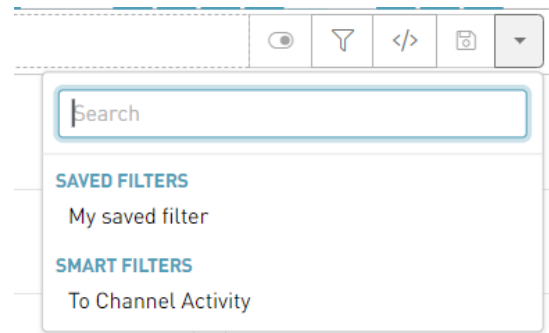 </>
Search
SAVED FILTERS
My saved filter
SMART FILTERS
To Channel Activity